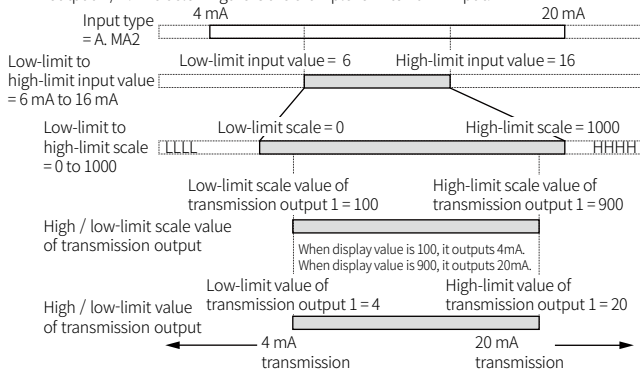 4 mA
20 mA
Input type
= A. MA2
Low-limit to
high-limit input value
= 6 mA to 16 mA
Low-limit input value = 6
High-limit input value = 16
Low-limit to
high-limit scale
= 0 to 1000
Low-limit scale = 0
High-limit scale = 1000
LLLL
HHHH
Low-limit scale value of
transmission output 1 = 100
High-limit scale value of
transmission output 1 = 900
High / low-limit scale value
of transmission output
When display value is 100, it outputs 4mA.
When display value is 900, it outputs 20mA.
Low-limit value of
transmission output 1 = 4
High-limit value of
transmission output 1 = 20
High / low-limit value
of transmission output
4 mA
transmission
20 mA
transmission